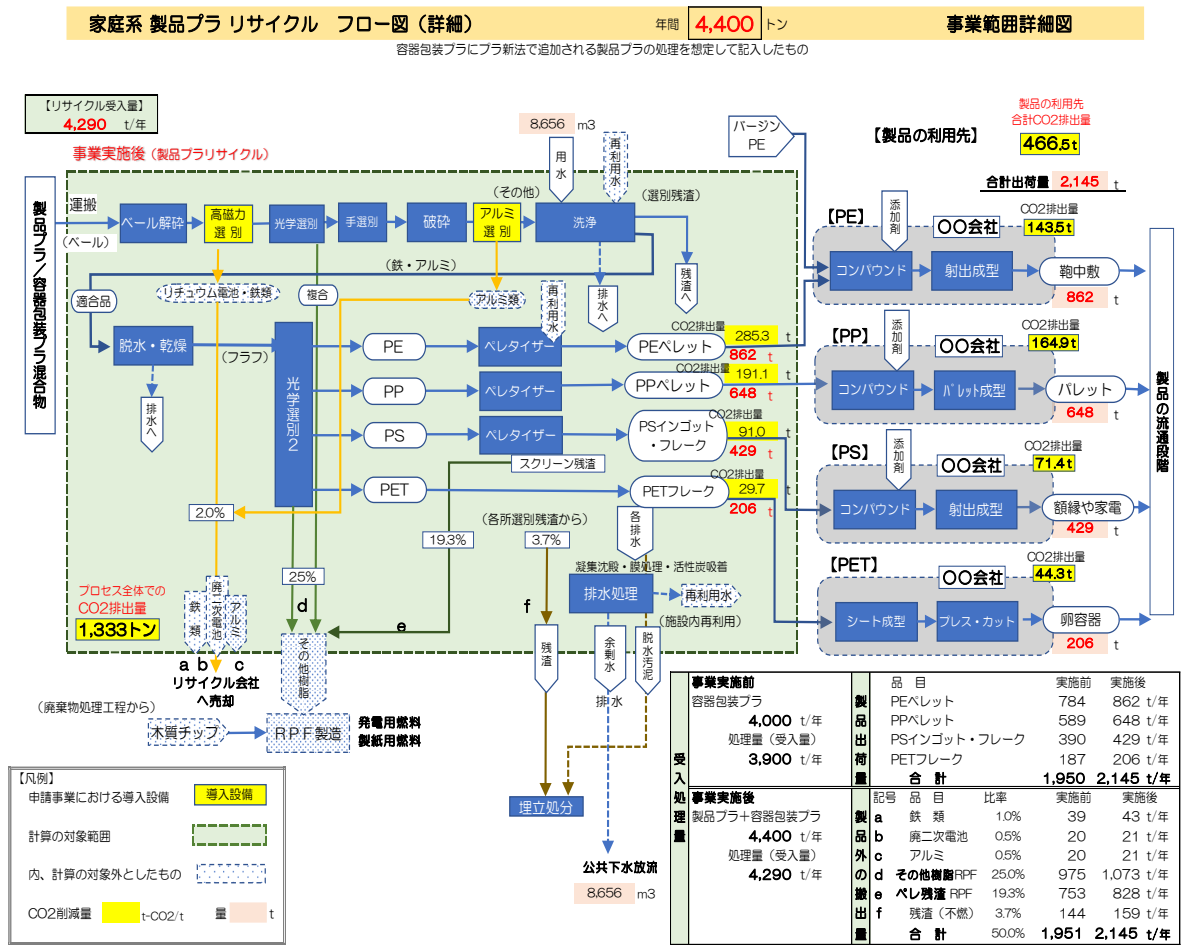 家庭系 製品プラ リサイクル　フロー図（詳細）
年間 4,400 トン
事業範囲詳細図
容器包装プラにプラ新法で追加される製品プラの処理を想定して記入したもの
【リサイクル受入量】
4,290 t/年
事業実施後（製品プラリサイクル）
8.656 m3
用水
再利用水
バージン
PE
【製品の利用先】
製品の利用先
合計CO2排出量
466.5t
合計出荷量 2,145 t
製品プラ／容器包装プラ混合物
運搬
（ベール）
ベール解砕
高磁力
選別
光学選別
手選別
破砕
（その他）
アルミ
選別
洗浄
（選別残渣）
（鉄・アルミ）
残渣へ
適合品
リチュウム電池・鉄類
複合
アルミ類
再利用水
排水へ
脱水・乾燥
（フラフ）
排水へ
光学選別２
PE
ペレタイザー
PEペレット
CO2排出量
285.3 t
862 t
PP
ペレタイザー
PPペレット
CO2排出量
191.1 t
648 t
PS
ペレタイザー
PSインゴット
・フレーク
CO2排出量
91.0 t
429 t
スクリーン残渣
PET
PETフレーク
CO2排出量
29.7 t
206 t
【PE】
添加剤
〇〇会社
CO2排出量
143.5t
コンパウンド
射出成型
鞄中敷
862 t
【PP】
添加剤
〇〇会社
CO2排出量
164.9t
コンパウンド
パレット成型
パレット
648 t
【PS】
添加剤
〇〇会社
CO2排出量
71.4t
コンパウンド
射出成型
額縁や家電
429 t
【PET】
〇〇会社
CO2排出量
44.3t
シート成型
プレス・カット
卵容器
206 t
製品の流通段階
2.0%
19.3%
（各所選別残渣から）
3.7%
各排水
凝集沈殿・膜処理・活性炭吸着
排水処理
再利用水
（施設内再利用）
25%
プロセス全体での
CO2排出量
1,333トン
鉄類
廃二次電池
アルミ
a b c
d
e
f
リサイクル会社
へ売却
その他樹脂
残渣
余剰水
脱水汚泥
排水
（廃棄物処理工程から）
木質チップ
ＲＰＦ製造
発電用燃料
製紙用燃料
埋立処分
公共下水放流
8.656 m3
【凡例】
申請事業における導入設備
導入設備
計算の対象範囲
内、計算の対象外としたもの
CO2削減量 t-CO2/t 量 t
受入処理量
事業実施前
容器包装プラ
4,000 t/年
処理量（受入量）
3,900 t/年
事業実施後
製品プラ＋容器包装プラ
4,400 t/年
処理量（受入量）
4,290 t/年
製品出荷量
品　目 実施前 実施後
PEペレット 784 862 t/年
PPペレット 589 648 t/年
PSインゴット・フレーク 390 429 t/年
PETフレーク 187 206 t/年
合　計 1,950 2,145 t/年
製品外の搬出量
記号 品　目 比率 実施前 実施後
a 鉄　類 1.0% 39 43 t/年
b 廃二次電池 0.5% 20 21 t/年
c アルミ 0.5% 20 21 t/年
d その他樹脂RPF 25.0% 975 1,073 t/年
e ペレ残渣 RPF 19.3% 753 828 t/年
f 残渣（不燃） 3.7% 144 159 t/年
合　計 50.0% 1,951 2,145 t/年